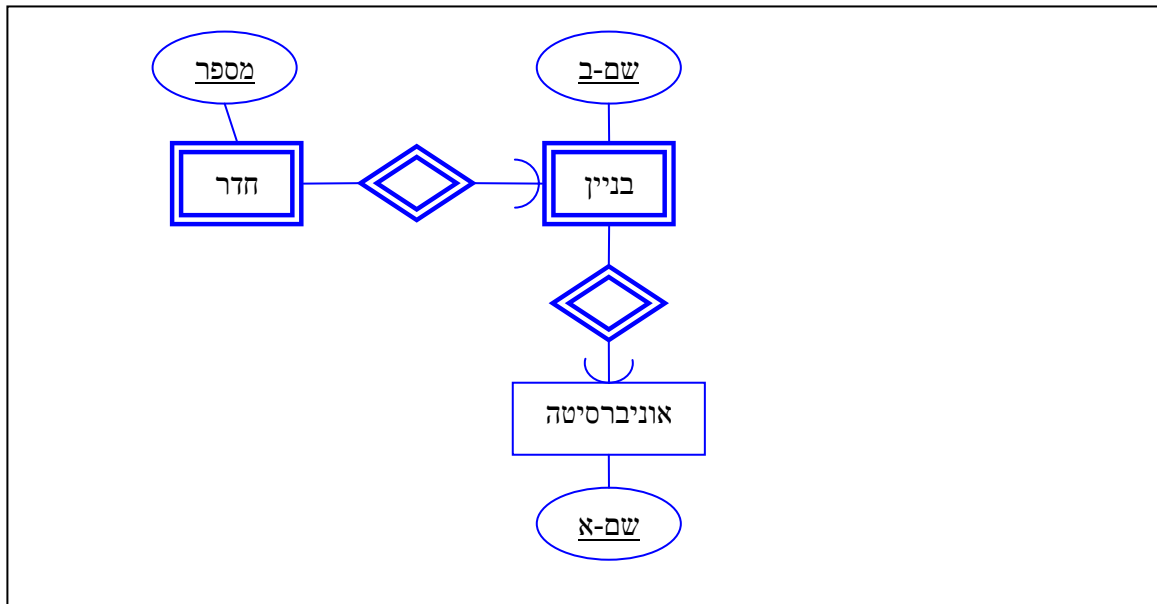 שם-ב
מספר
בניין
חדר
אוניברסיטה
שם-א